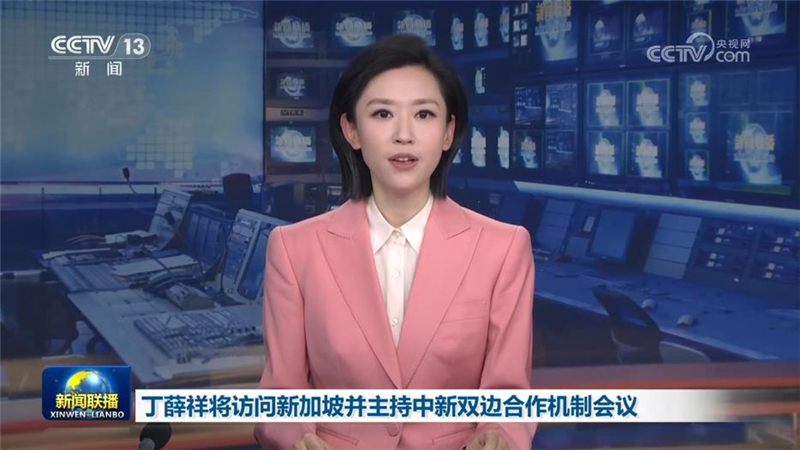 CCTV 13
新闻
央视网
CCTV.com
新闻联播
XINWEN-LIANBO
丁薛祥将访问新加坡并主持中新双边合作机制会议